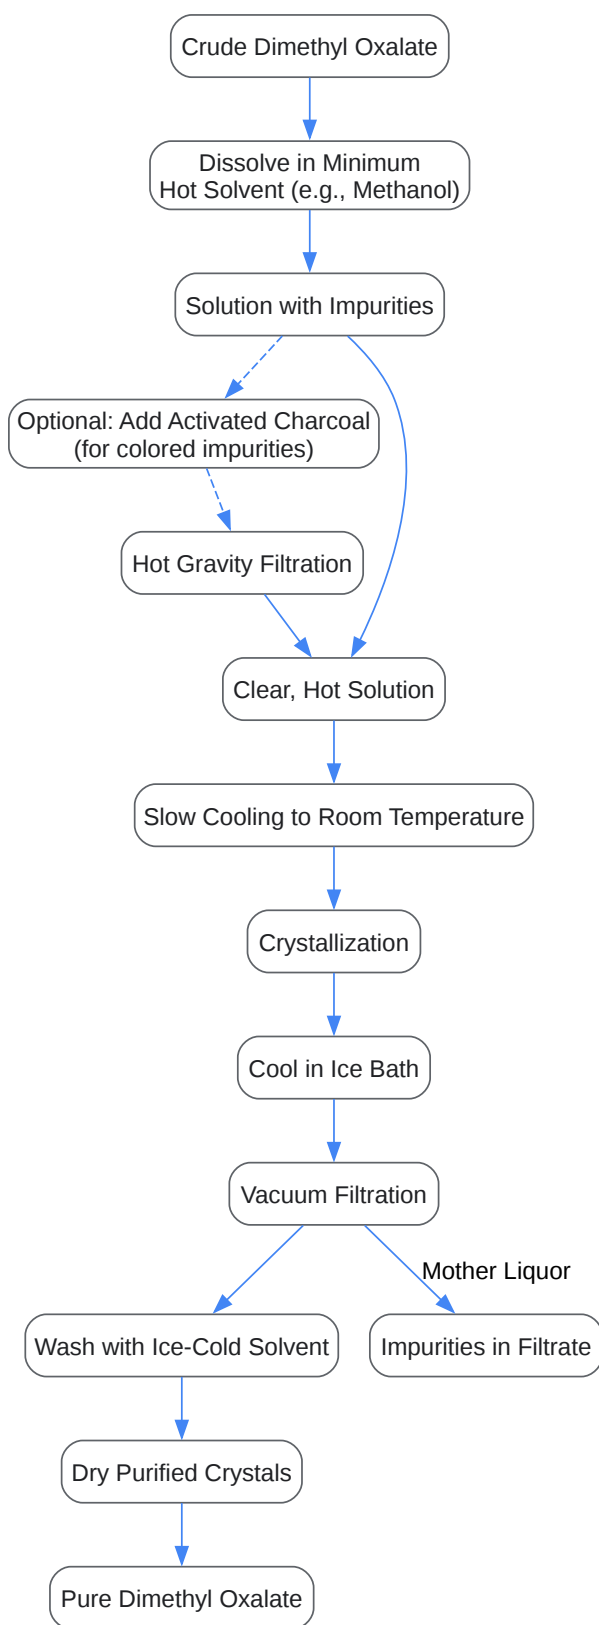 Crude Dimethyl Oxalate
Dissolve in Minimum
Hot Solvent (e.g., Methanol)
Solution with Impurities
Optional: Add Activated Charcoal
(for colored impurities)
Hot Gravity Filtration
Clear, Hot Solution
Slow Cooling to Room Temperature
Crystallization
Cool in Ice Bath
Vacuum Filtration
Mother Liquor
Wash with Ice-Cold Solvent
Impurities in Filtrate
Dry Purified Crystals
Pure Dimethyl Oxalate